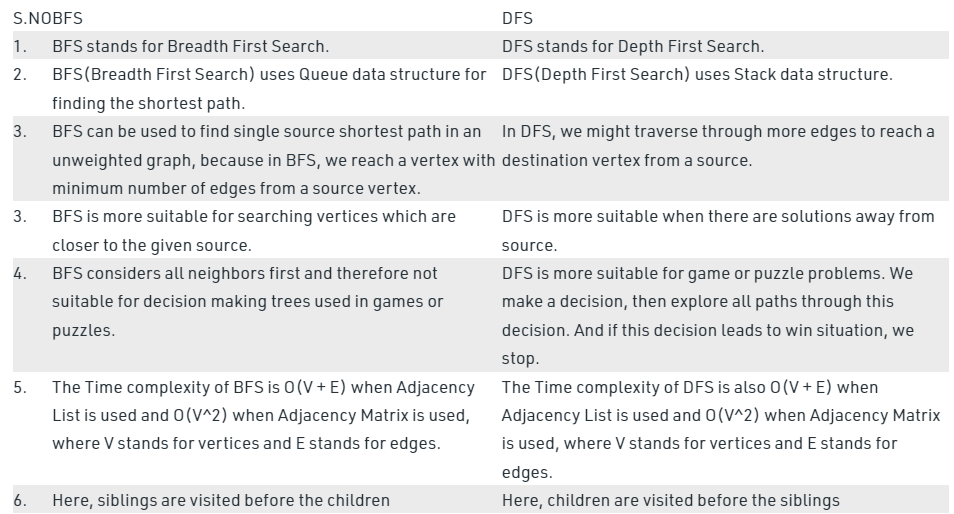 S.NOBFS DFS
1. BFS stands for Breadth First Search. DFS stands for Depth First Search.
2. BFS(Breadth First Search) uses Queue data structure for DFS(Depth First Search) uses Stack data structure.
finding the shortest path.
3. BFS can be used to find single source shortest path in an In DFS, we might traverse through more edges to reach a
unweighted graph, because in BFS, we reach a vertex with destination vertex from a source.
minimum number of edges from a source vertex.
3. BFS is more suitable for searching vertices which are DFS is more suitable when there are solutions away from
closer to the given source. source.
4. BFS considers all neighbors first and therefore not DFS is more suitable for game or puzzle problems. We
suitable for decision making trees used in games or make a decision, then explore all paths through this
puzzles. decision. And if this decision leads to win situation, we
stop.
5. The Time complexity of BFS is O(V + E) when Adjacency The Time complexity of DFS is also O(V + E) when
List is used and O(V^2) when Adjacency Matrix is used, Adjacency List is used and O(V^2) when Adjacency Matrix
where V stands for vertices and E stands for edges. is used, where V stands for vertices and E stands for
edges.
6. Here, siblings are visited before the children Here, children are visited before the siblings